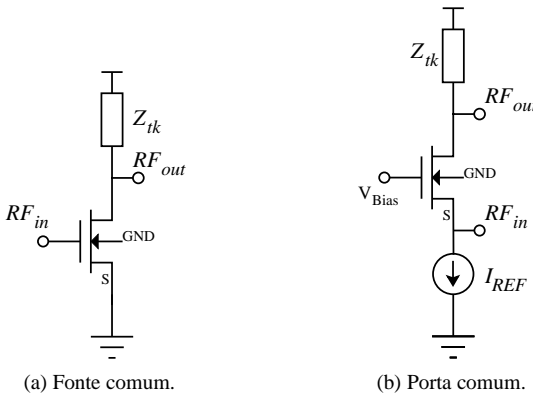 Z_tk
RF_out
RF_in
GND
S
(a) Fonte comum.
Z_tk
RF_out
GND
V_Bias
S
RF_in
I_REF
(b) Porta comum.